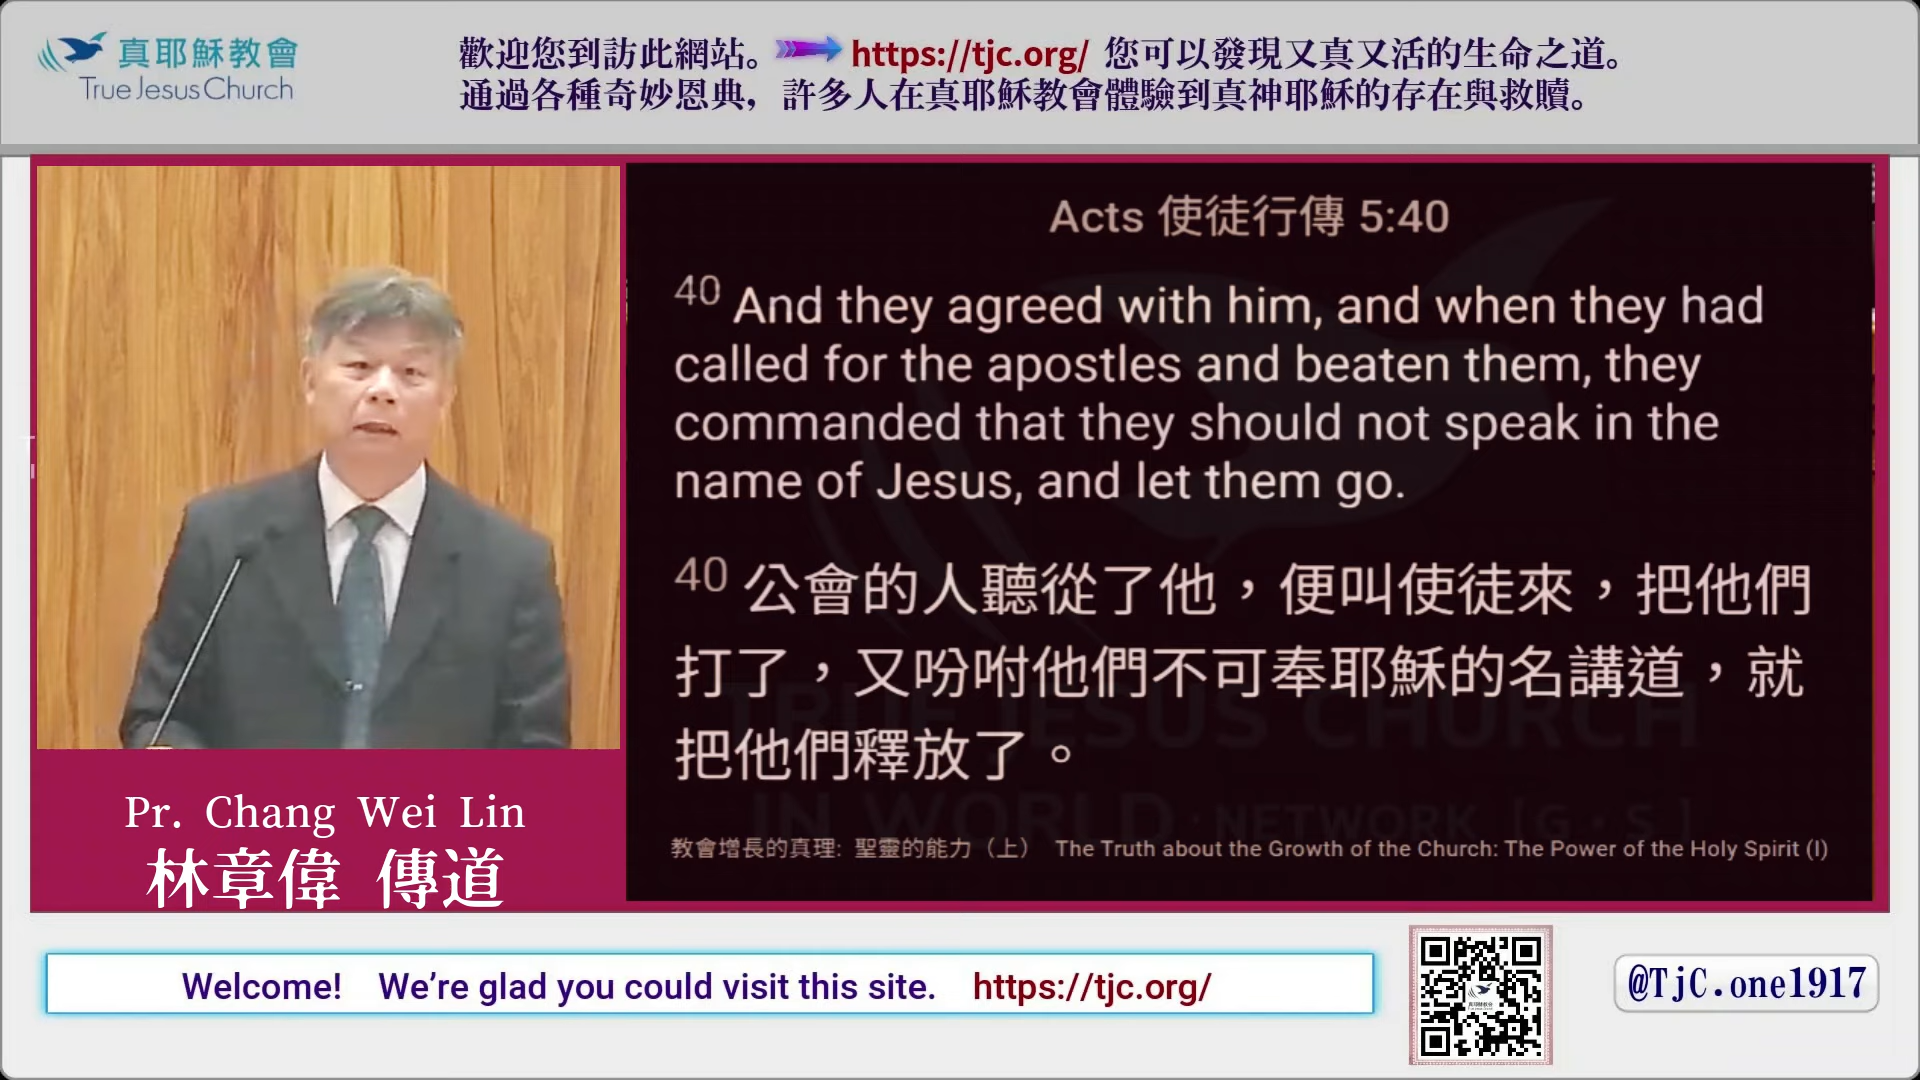 真耶穌教會
True Jesus Church
歡迎您到訪此網站。 https://tjc.org/ 您可以發現又真又活的生命之道。
通過各種奇妙恩典，許多人在真耶穌教會體驗到真神耶穌的存在與救贖。
Acts 使徒行傳 5:40
40 And they agreed with him, and when they had
called for the apostles and beaten them, they
commanded that they should not speak in the
name of Jesus, and let them go.
40 公會的人聽從了他，便叫使徒來，把他們
打了，又吩咐他們不可奉耶穌的名講道，就
把他們釋放了。
TRUE JESUS CHURCH
IN WORLD · NETWORK [G · S]
教會增長的真理: 聖靈的能力（上） The Truth about the Growth of the Church: The Power of the Holy Spirit (I)
Pr. Chang Wei Lin
林章偉 傳道
Welcome! We’re glad you could visit this site. https://tjc.org/
@TjC.one1917